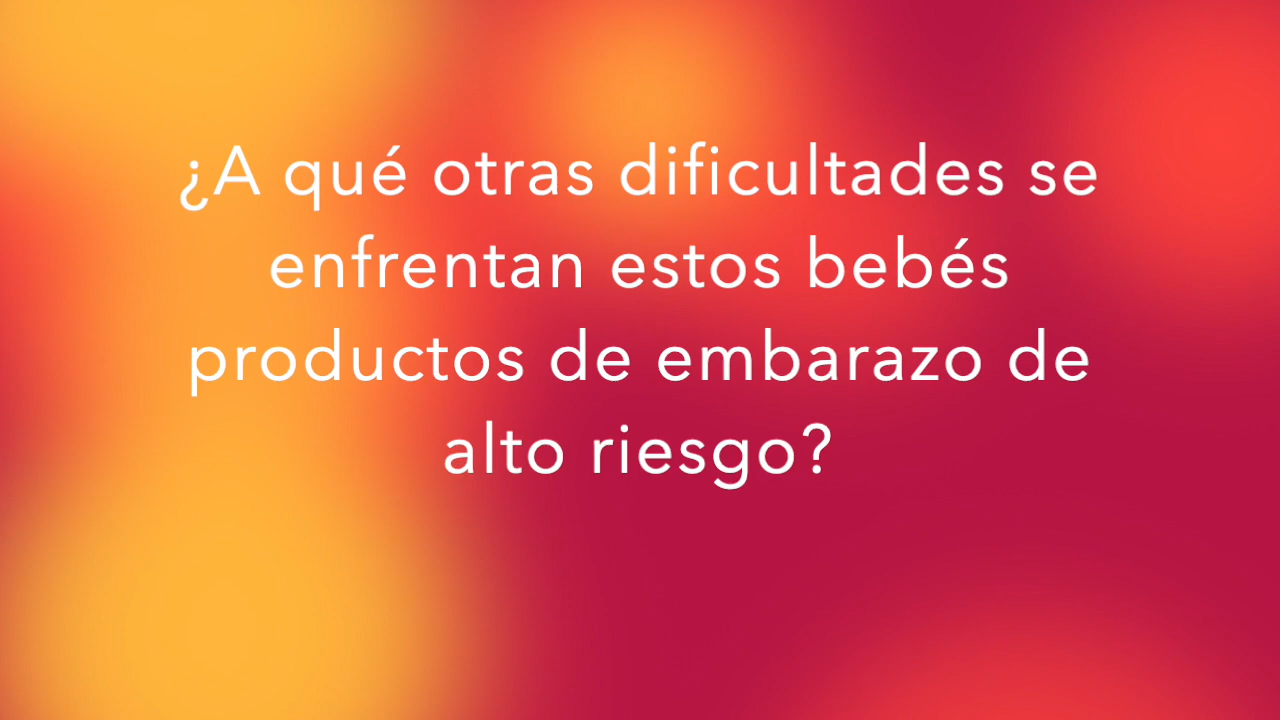 ¿A qué otras dificultades se
enfrentan estos bebés
productos de embarazo de
alto riesgo?